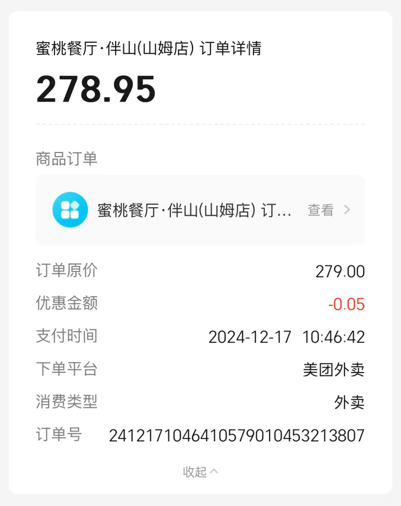 蜜桃餐厅·伴山(山姆店) 订单详情
278.95
商品订单
蜜桃餐厅·伴山(山姆店) 订... 查看
订单原价 279.00
优惠金额 -0.05
支付时间 2024-12-17 10:46:42
下单平台 美团外卖
消费类型 外卖
订单号 24121710464105790104532138​07
收起